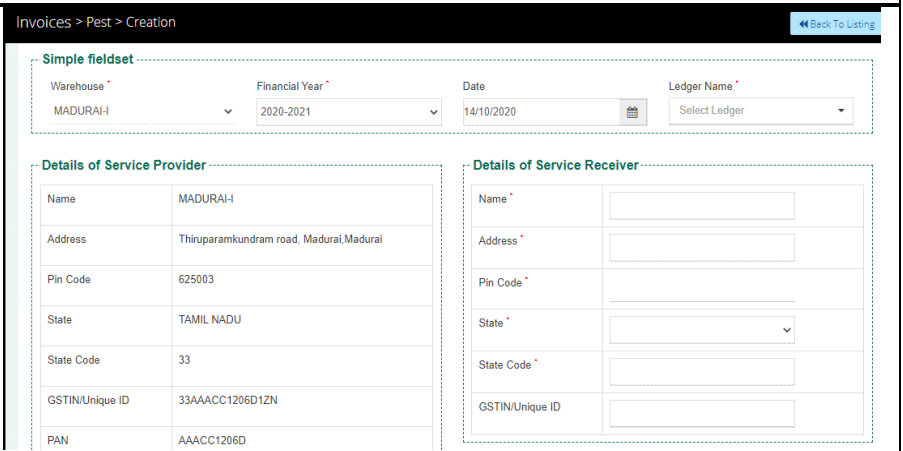 Invoices > Pest > Creation
Back To Listing
Simple fieldset
Warehouse * Financial Year * Date Ledger Name *
MADURAI-I 2020-2021 14/10/2020 Select Ledger
Details of Service Provider
Name MADURAI-I
Address Thiruparamkundram road, Madurai,Madurai
Pin Code 625003
State TAMIL NADU
State Code 33
GSTIN/Unique ID 33AAACC1206D1ZN
PAN AAACC1206D
Details of Service Receiver
Name *
Address *
Pin Code *
State *
State Code *
GSTIN/Unique ID